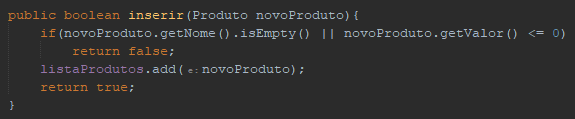 public boolean inserir(Produto novoProduto){
if(novoProduto.getNome().isEmpty() || novoProduto.getValor() <= 0)
return false;
listaProdutos.add( e: novoProduto);
return true;
}